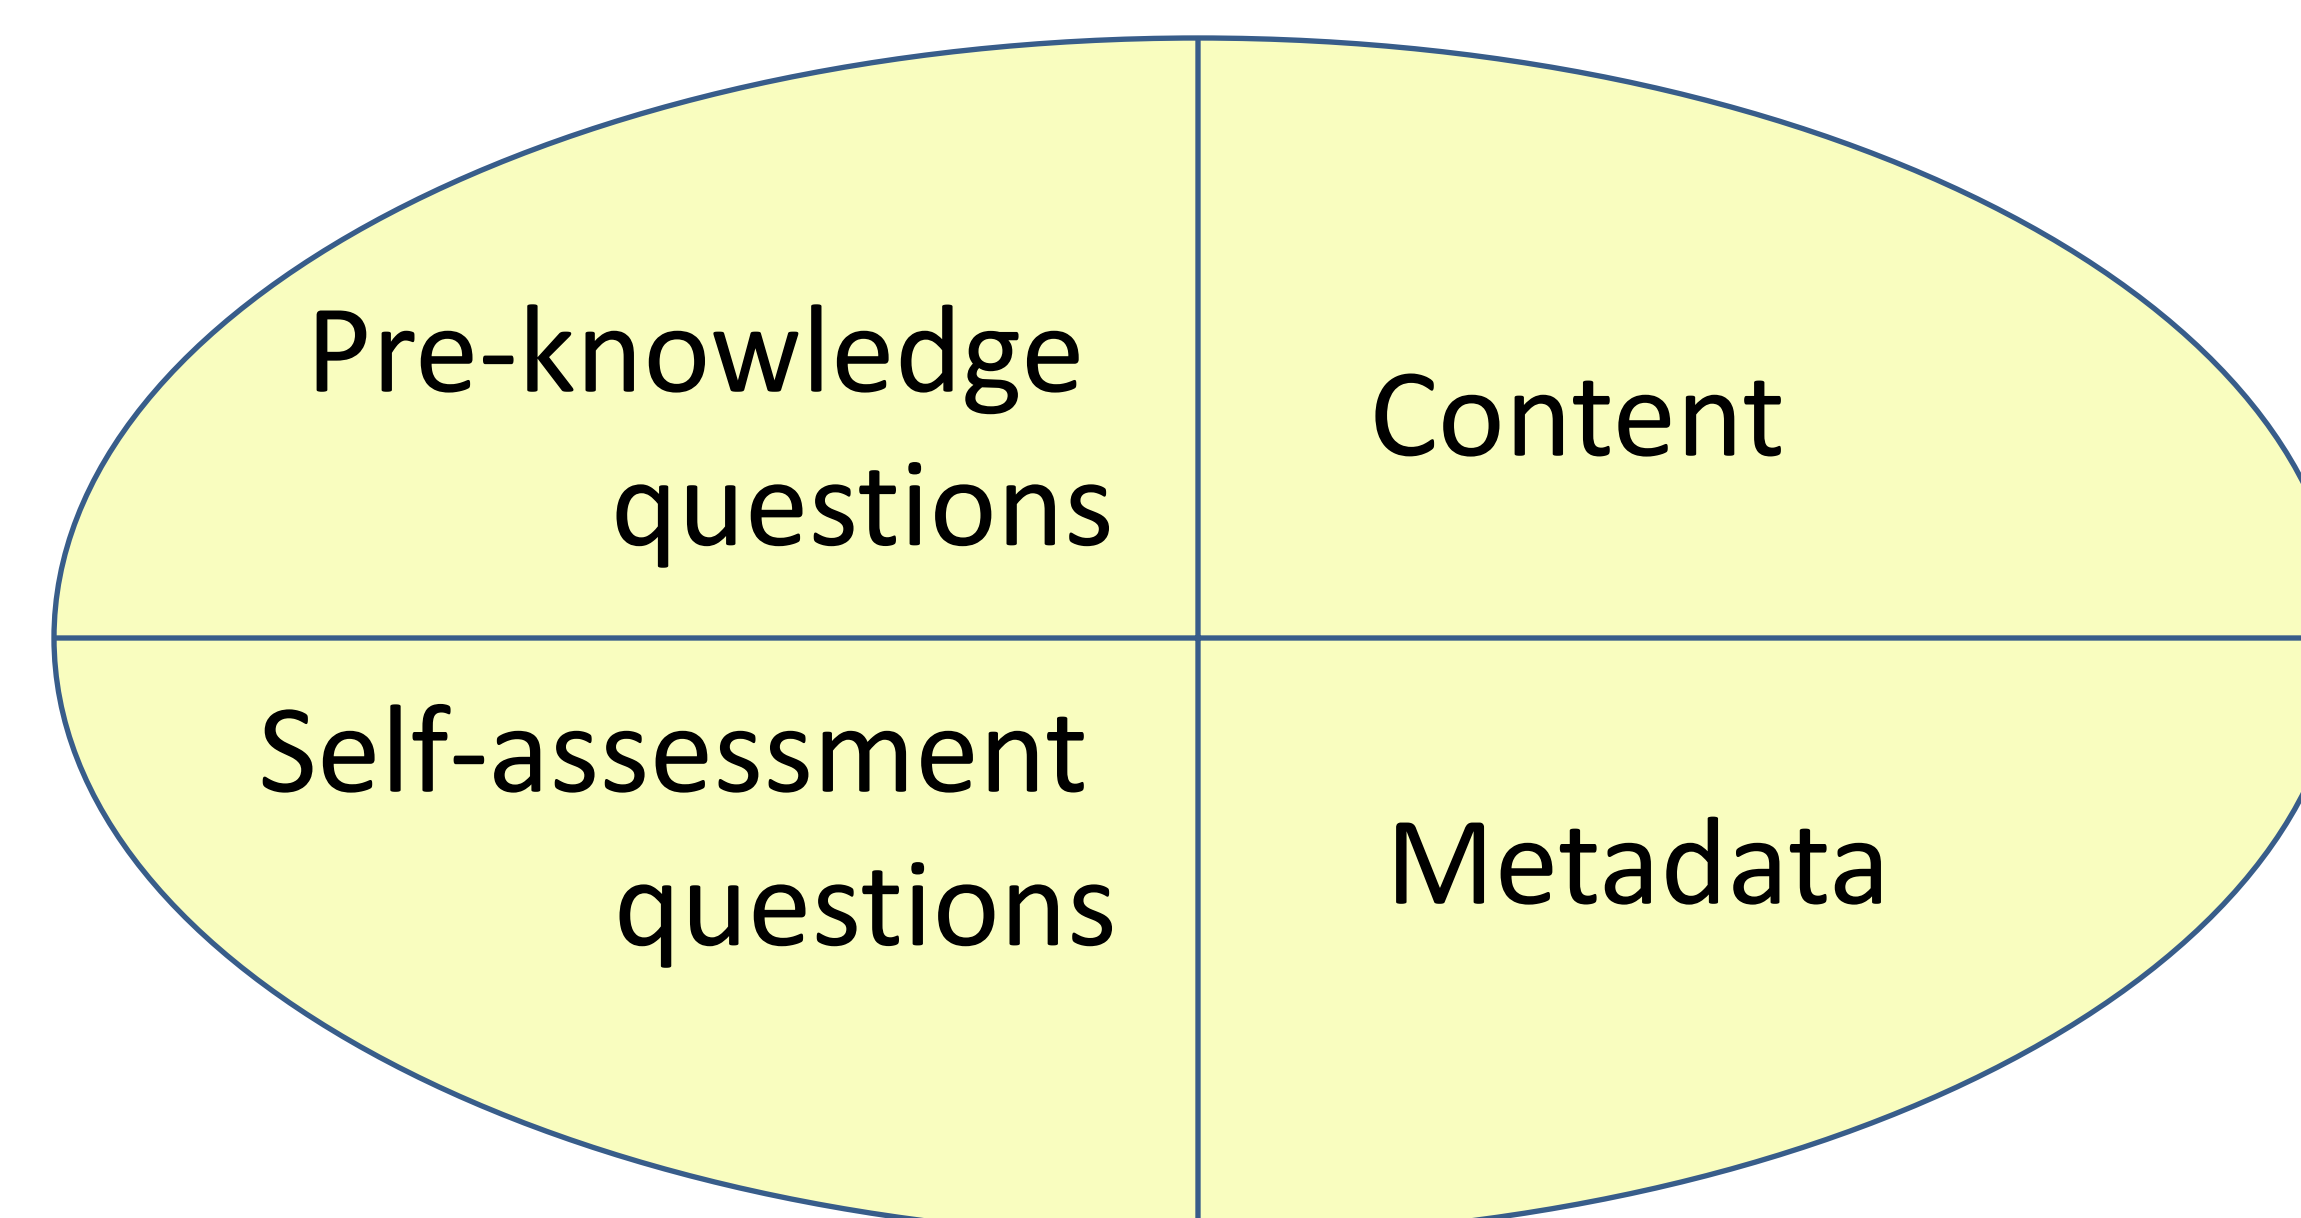 Pre-knowledge
questions
Content
Self-assessment
questions
Metadata